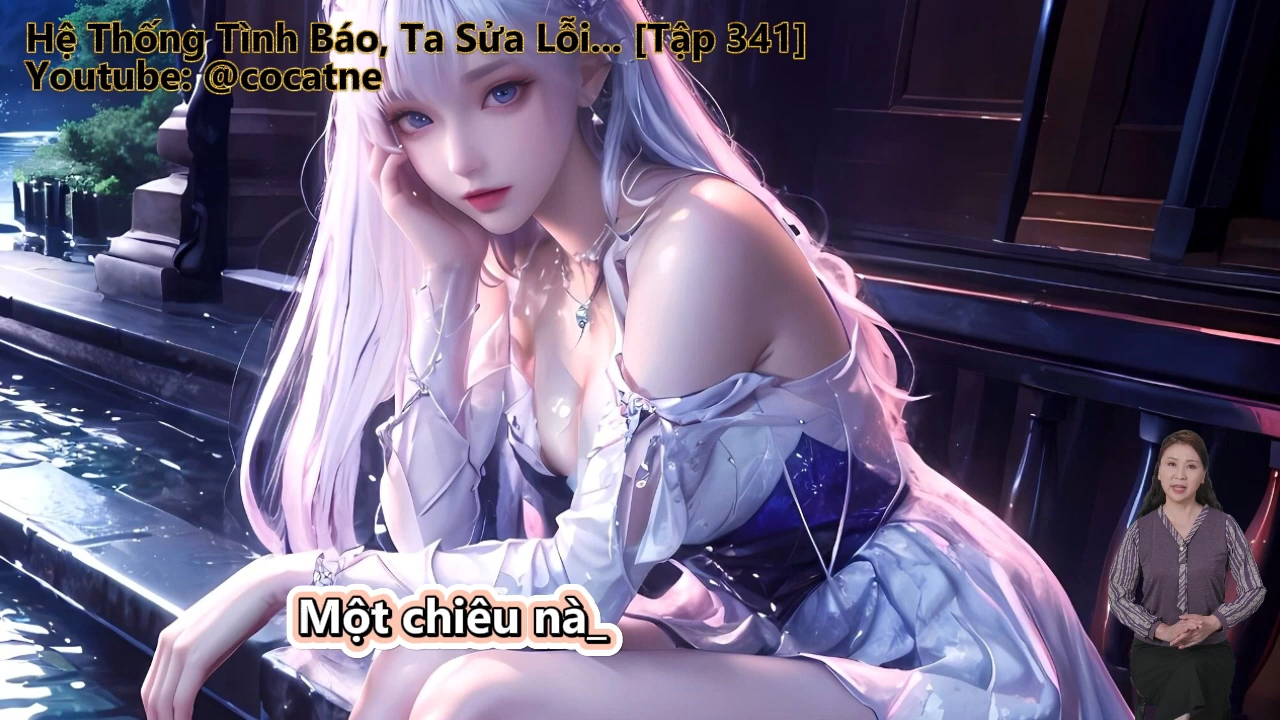 Hệ Thống Tình Báo, Ta Sửa Lỗi... [Tập 341]
Youtube: @cocatne
Một chiêu nà_